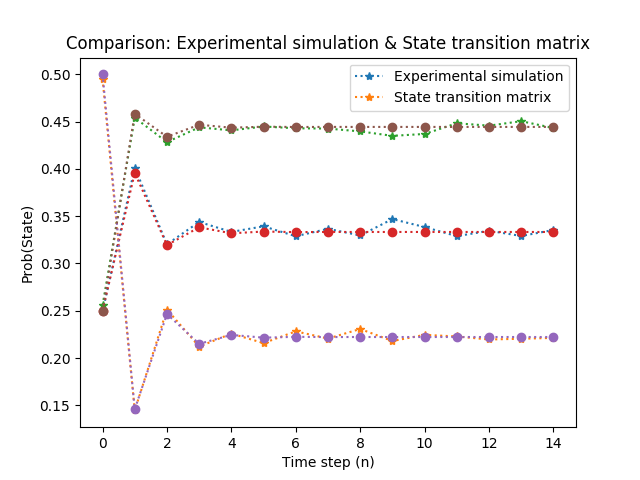 Comparison: Experimental simulation & State transition matrix
Experimental simulation
State transition matrix
Prob(State)
0.50
0.45
0.40
0.35
0.30
0.25
0.20
0.15
0 2 4 6 8 10 12 14
Time step (n)